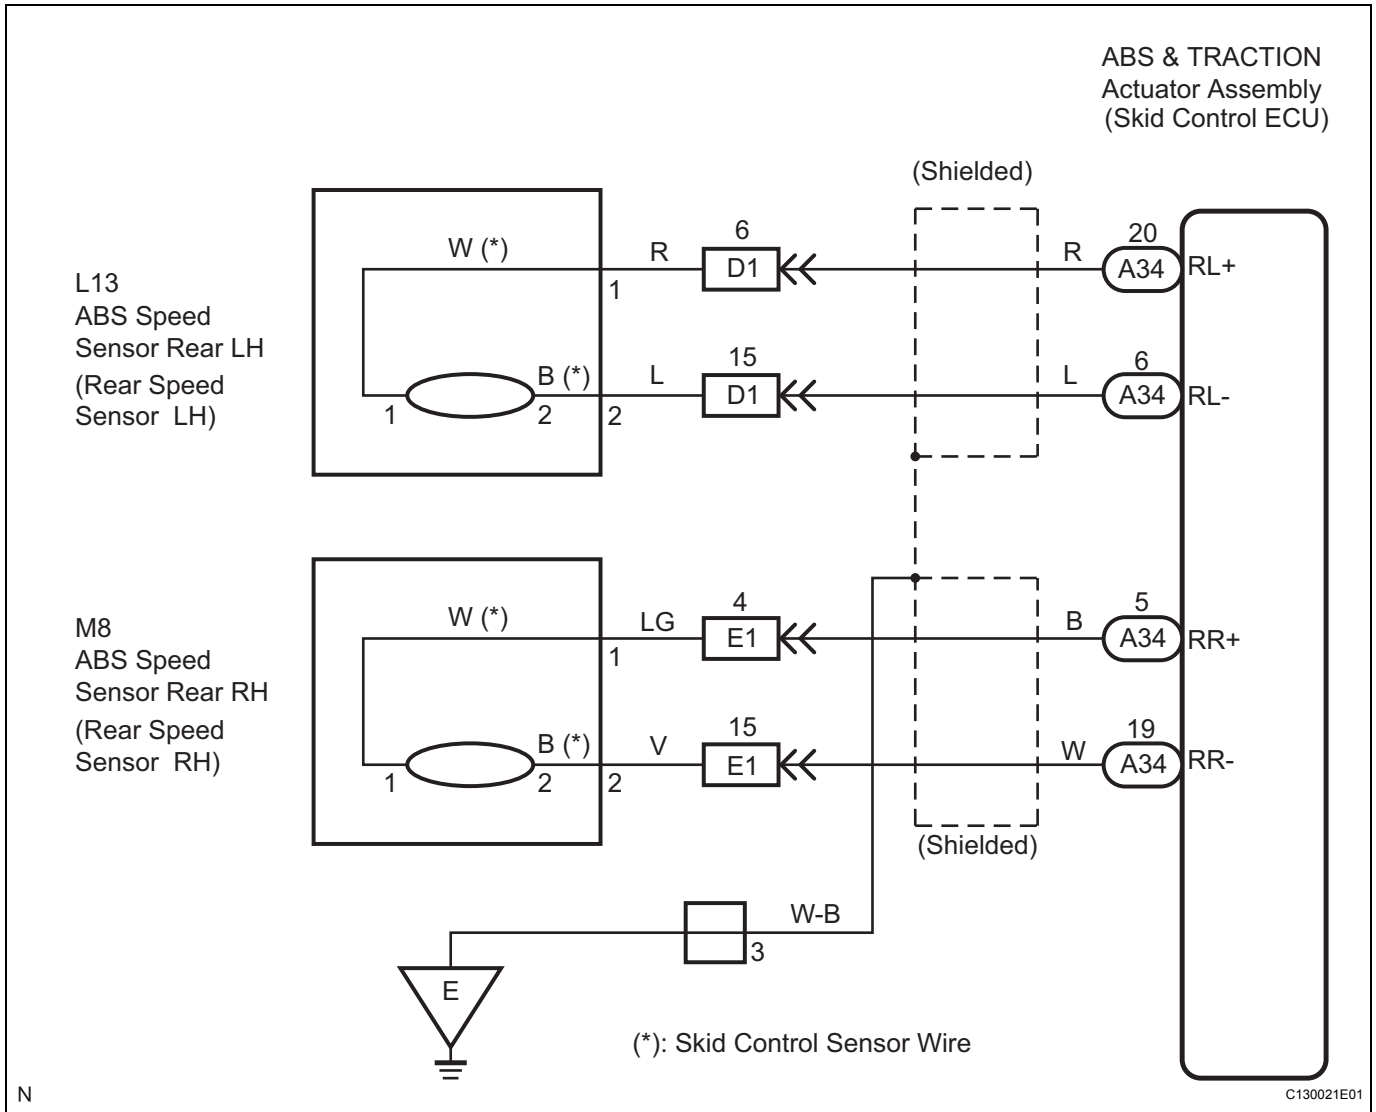 ABS & TRACTION
Actuator Assembly
(Skid Control ECU)
(Shielded)
L13
ABS Speed
Sensor Rear LH
(Rear Speed
Sensor LH)
W (*)
1
R
6
D1
R
20
A34
RL+
1
B (*)
2
2
L
15
D1
L
6
A34
RL-
M8
ABS Speed
Sensor Rear RH
(Rear Speed
Sensor RH)
W (*)
1
LG
4
E1
B
5
A34
RR+
1
B (*)
2
2
V
15
E1
W
19
A34
RR-
(Shielded)
W-B
3
E
(*): Skid Control Sensor Wire
N
C130021E01